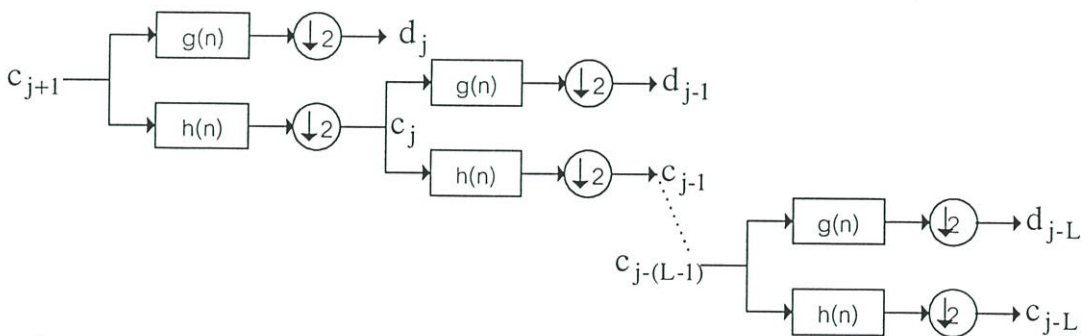 g(n) ↓2 d_j
c_{j+1}
g(n) ↓2 d_{j-1}
h(n) ↓2 c_j
h(n) ↓2 c_{j-1}
g(n) ↓2 d_{j-L}
c_{j-(L-1)}
h(n) ↓2 c_{j-L}